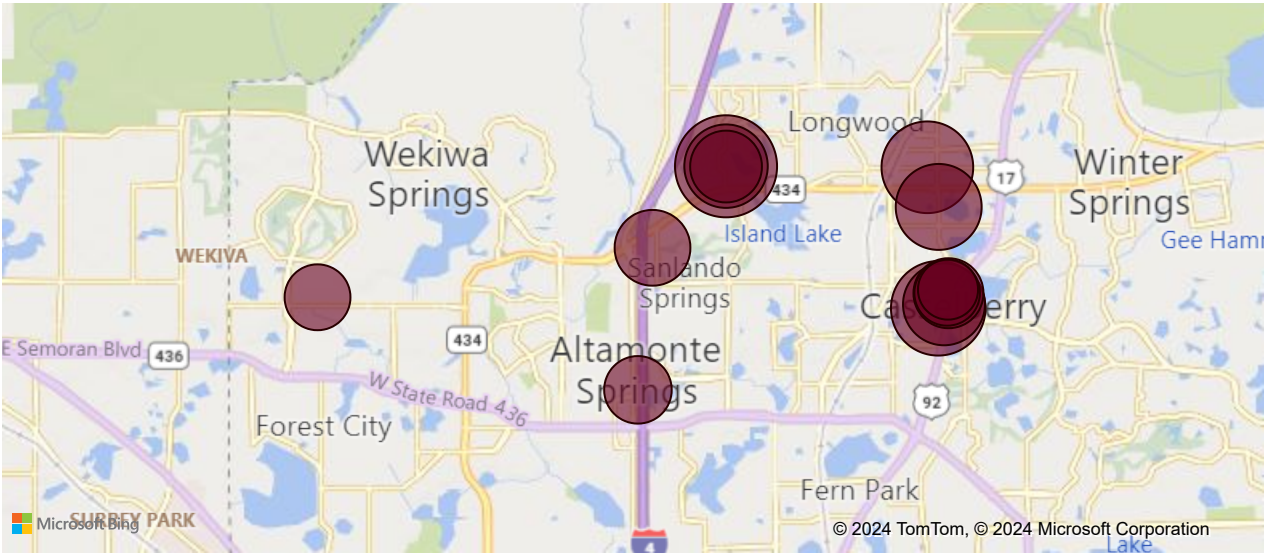 Longwood
Wekiwa
Springs
Winter
Springs
434
17
Island Lake
Gee Hamm
WEKIVA
Sanlando
Springs
434
Altamonte
Springs
E Semoran Blvd
436
W State Road 436
92
Forest City
Fern Park
SURREY PARK
Microsoft Bing
© 2024 TomTom, © 2024 Microsoft Corporation
4
Lake